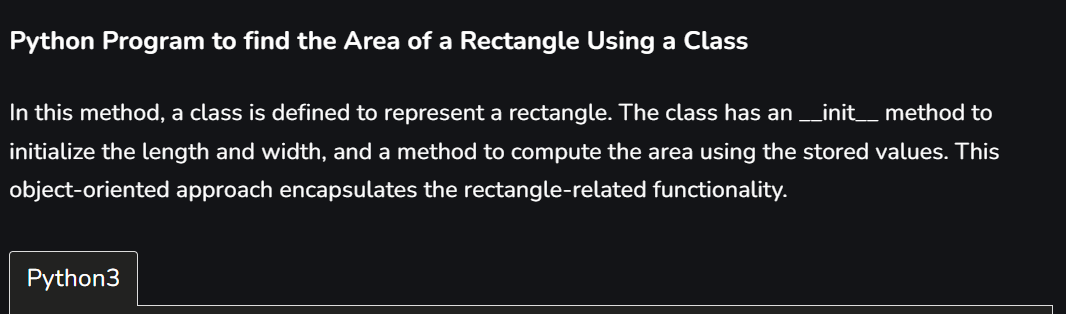 Python Program to find the Area of a Rectangle Using a Class
In this method, a class is defined to represent a rectangle. The class has an __init__ method to
initialize the length and width, and a method to compute the area using the stored values. This
object-oriented approach encapsulates the rectangle-related functionality.
Python3